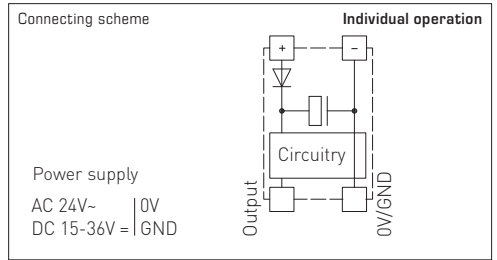 Connecting scheme
Individual operation
+ –
Circuitry
Power supply
AC 24V~ | 0V
DC 15-36V = | GND
Output
0V/GND